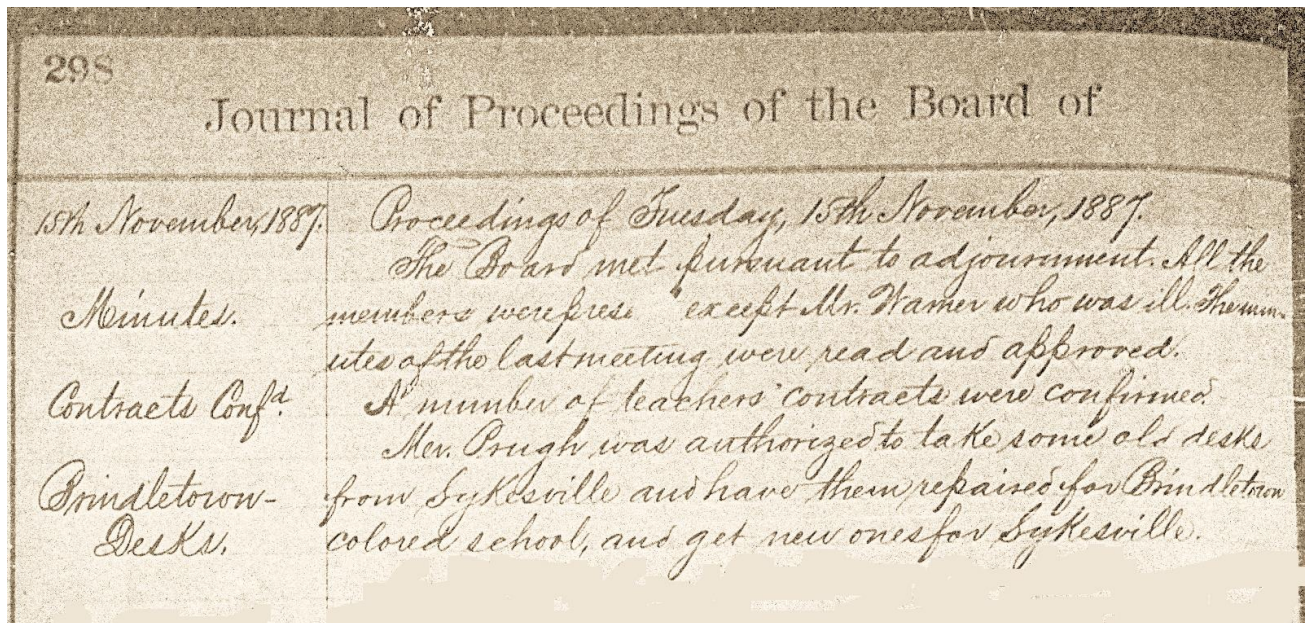 298
Journal of Proceedings of the Board of
15th November, 1887. Proceedings of Tuesday, 15th November, 1887.
The Board met pursuant to adjournment. All the
Minutes. members were prese except Mr. Warner who was ill. The min-
utes of the last meeting were read and approved.
Contracts Conf'd. A number of teachers' contracts were confirmed.
Mr. Prugh was authorized to take some old desks
Brindletown- from Sykesville and have them repaired for Brindletown
Desks. colored school, and get new ones for Sykesville.